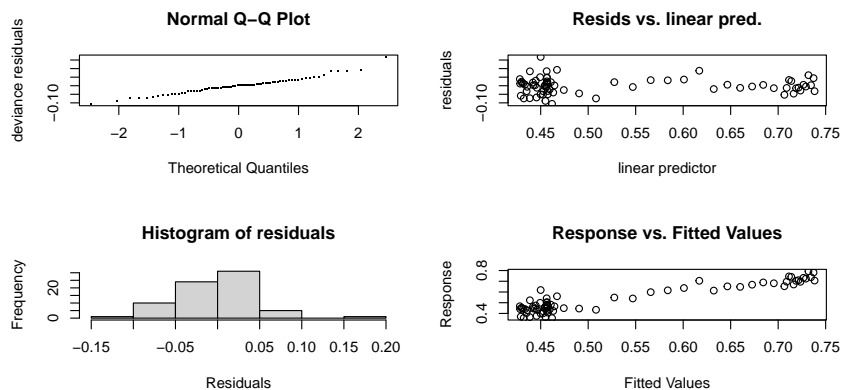 Normal Q−Q Plot
deviance residuals
−0.10
−2 −1 0 1 2
Theoretical Quantiles
Resids vs. linear pred.
residuals
−0.10
0.45 0.50 0.55 0.60 0.65 0.70 0.75
linear predictor
Histogram of residuals
Frequency
0 20
−0.15 −0.05 0.05 0.10 0.15 0.20
Residuals
Response vs. Fitted Values
Response
0.4 0.8
0.45 0.50 0.55 0.60 0.65 0.70 0.75
Fitted Values